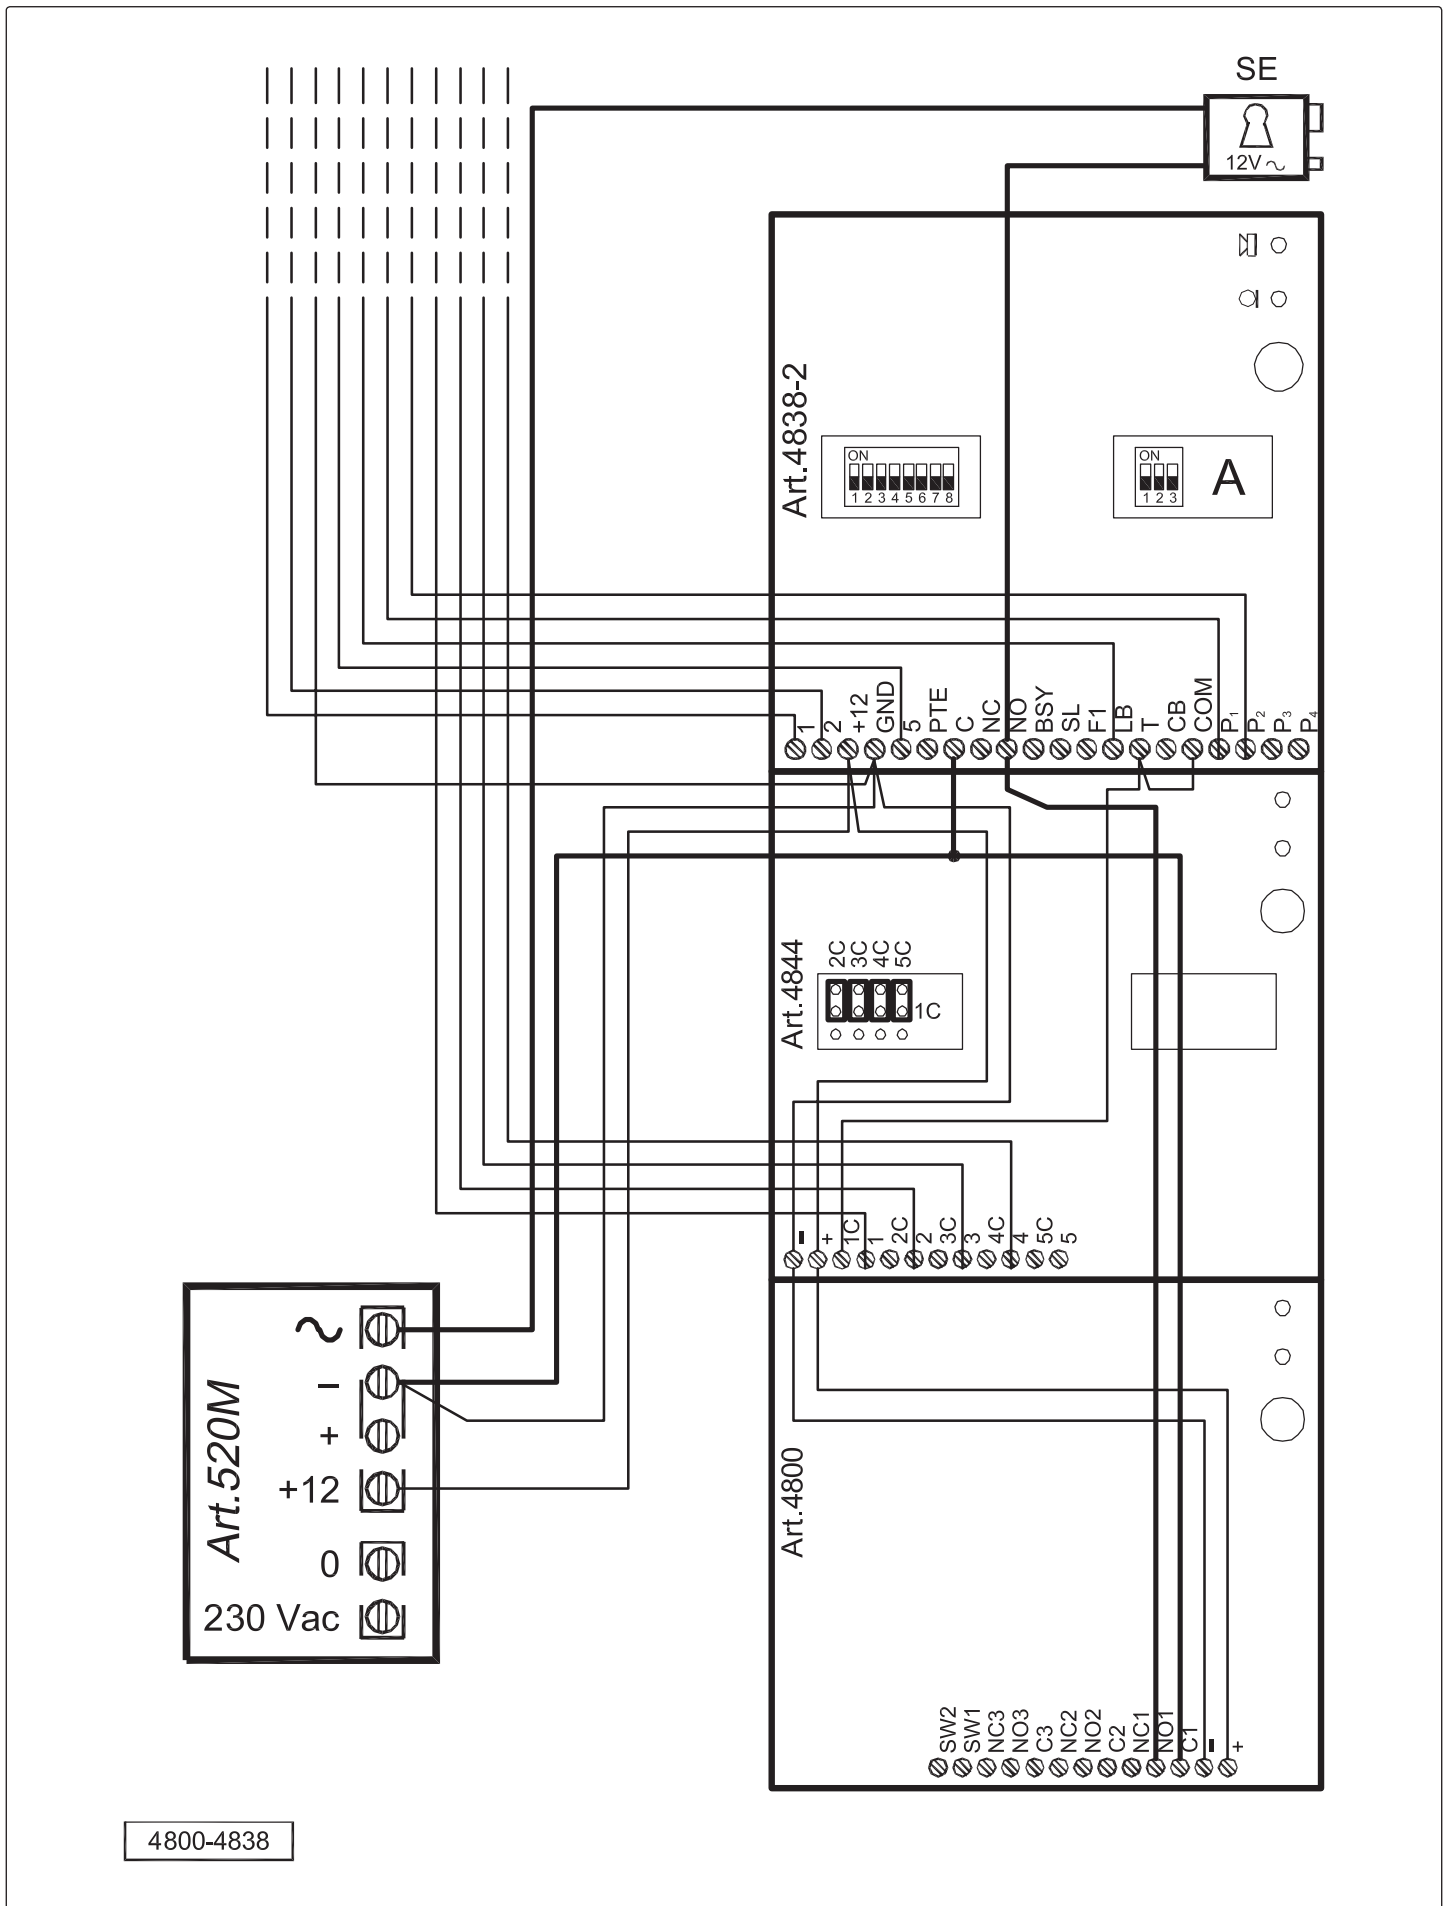 SE
12V ~
Art.4838-2
ON
1 2 3 4 5 6 7 8
ON
1 2 3
A
1
2
+12
GND
5
PTE
C
NC
NO
BSY
SL
F1
LB
T
CB
COM
P1
P2
P3
P4
Art.4844
2C
3C
4C
5C
1C
-
+
1C
1
2C
2
3C
3
4C
4
5C
5
Art.520M
~
–
+
+12
0
230 Vac
Art.4800
SW2
SW1
NC3
NO3
C3
NC2
NO2
C2
NC1
NO1
C1
-
+
4800-4838